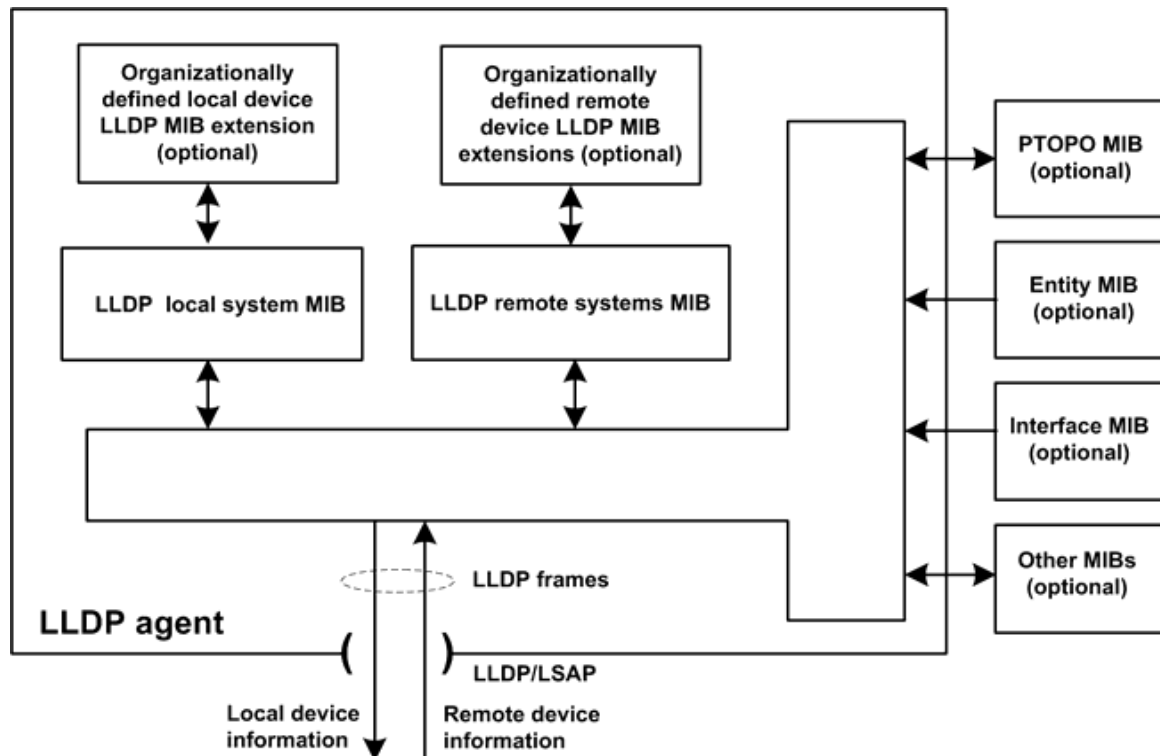 Organizationally
defined local device
LLDP MIB extension
(optional)
Organizationally
defined remote
device LLDP MIB
extensions (optional)
PTOPO MIB
(optional)
LLDP local system MIB
LLDP remote systems MIB
Entity MIB
(optional)
Interface MIB
(optional)
Other MIBs
(optional)
LLDP frames
LLDP agent
LLDP/LSAP
Local device
information
Remote device
information